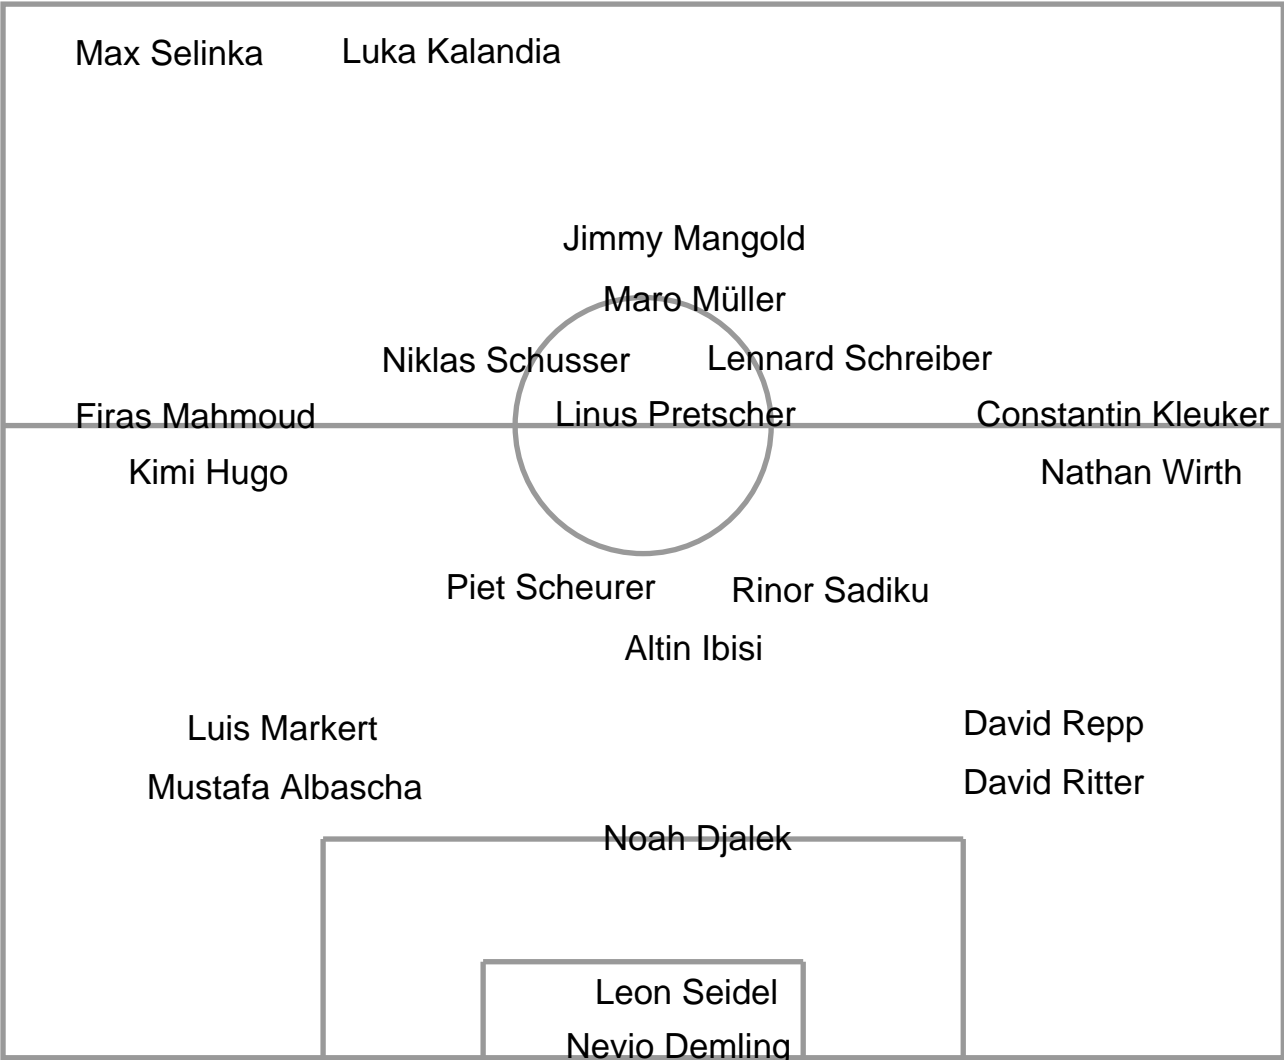 Max Selinka
Luka Kalandia
Jimmy Mangold
Maro Müller
Niklas Schusser
Lennard Schreiber
Firas Mahmoud
Linus Pretscher
Constantin Kleuker
Kimi Hugo
Nathan Wirth
Piet Scheurer
Rinor Sadiku
Altin Ibisi
Luis Markert
David Repp
Mustafa Albascha
David Ritter
Noah Djalek
Leon Seidel
Nevio Demling